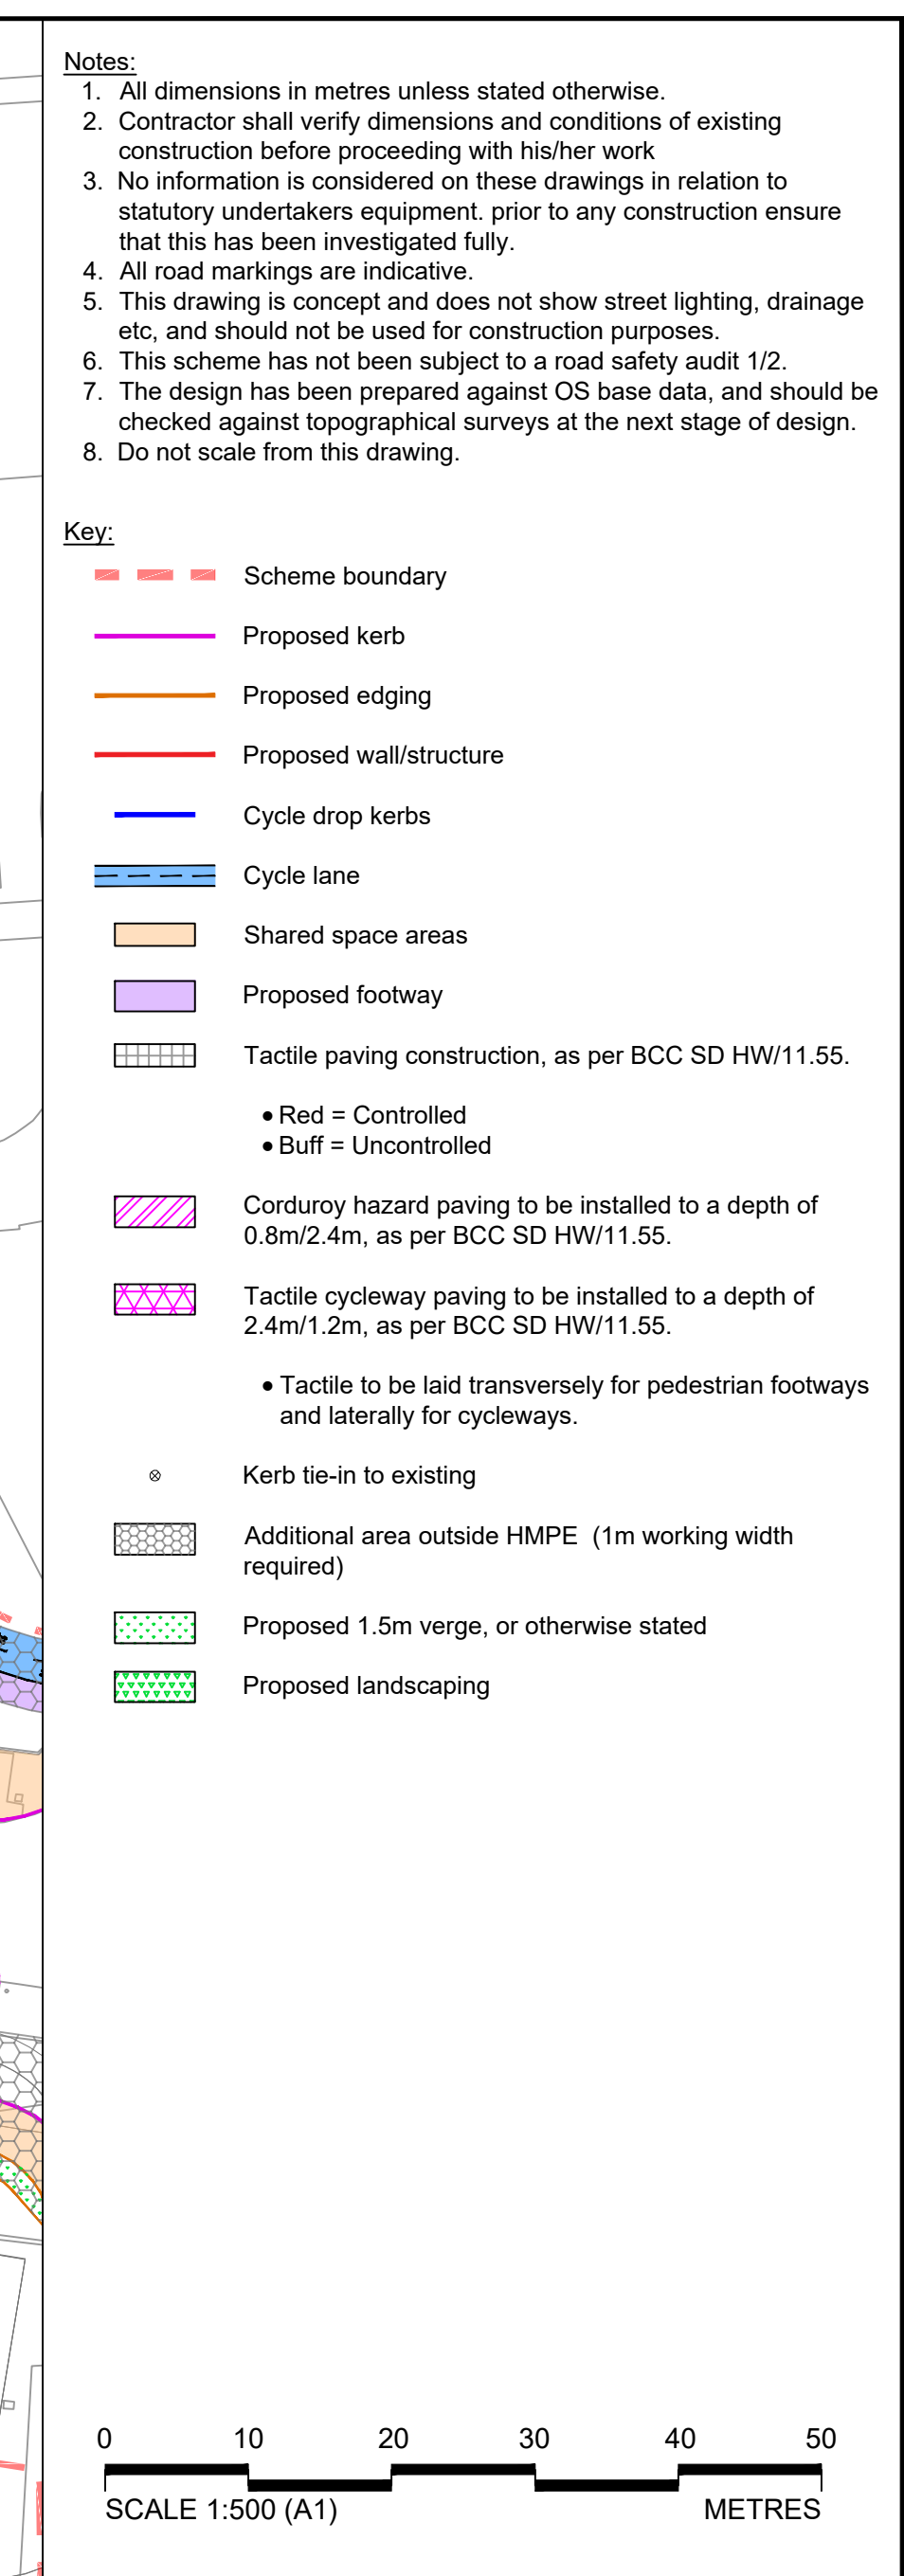 Notes:
1. All dimensions in metres unless stated otherwise.
2. Contractor shall verify dimensions and conditions of existing
construction before proceeding with his/her work
3. No information is considered on these drawings in relation to
statutory undertakers equipment. prior to any construction ensure
that this has been investigated fully.
4. All road markings are indicative.
5. This drawing is concept and does not show street lighting, drainage
etc, and should not be used for construction purposes.
6. This scheme has not been subject to a road safety audit 1/2.
7. The design has been prepared against OS base data, and should be
checked against topographical surveys at the next stage of design.
8. Do not scale from this drawing.
Key:
Scheme boundary
Proposed kerb
Proposed edging
Proposed wall/structure
Cycle drop kerbs
Cycle lane
Shared space areas
Proposed footway
Tactile paving construction, as per BCC SD HW/11.55.
• Red = Controlled
• Buff = Uncontrolled
Corduroy hazard paving to be installed to a depth of
0.8m/2.4m, as per BCC SD HW/11.55.
Tactile cycleway paving to be installed to a depth of
2.4m/1.2m, as per BCC SD HW/11.55.
• Tactile to be laid transversely for pedestrian footways
and laterally for cycleways.
Kerb tie-in to existing
Additional area outside HMPE (1m working width
required)
Proposed 1.5m verge, or otherwise stated
Proposed landscaping
0 10 20 30 40 50
SCALE 1:500 (A1) METRES